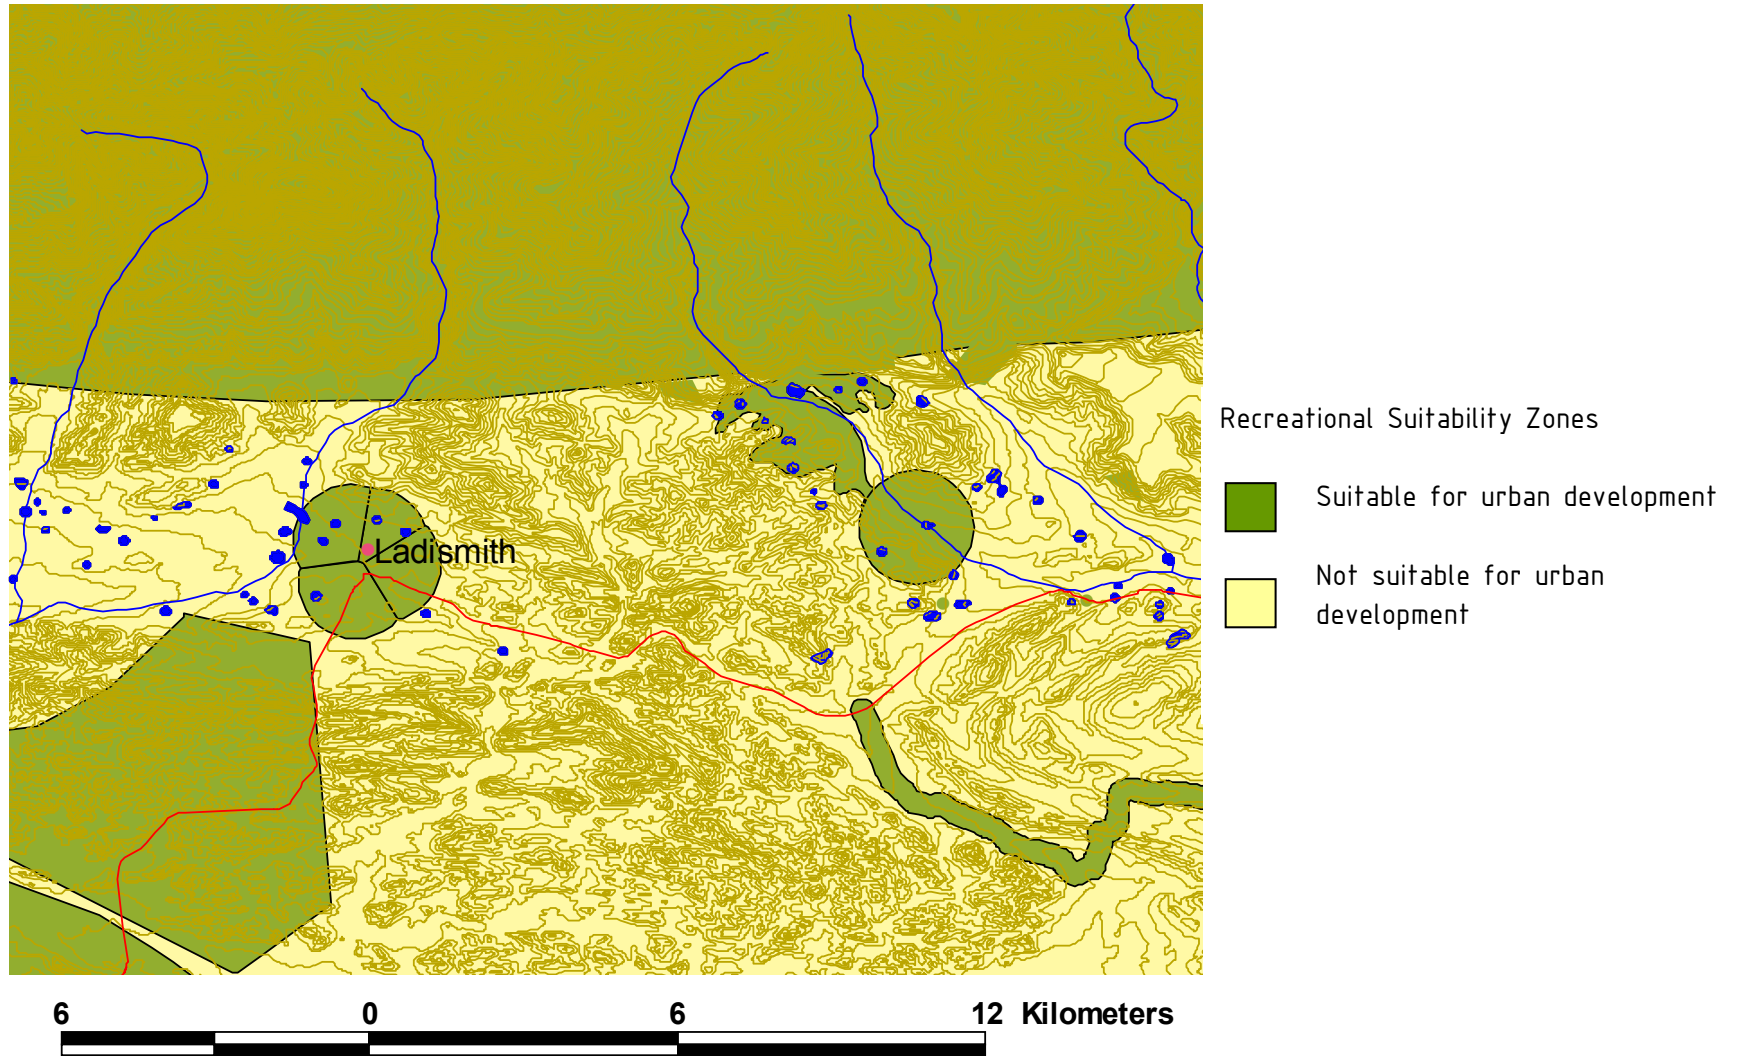 Ladismith
Recreational Suitability Zones
Suitable for urban development
Not suitable for urban
development
6 0 6 12 Kilometers